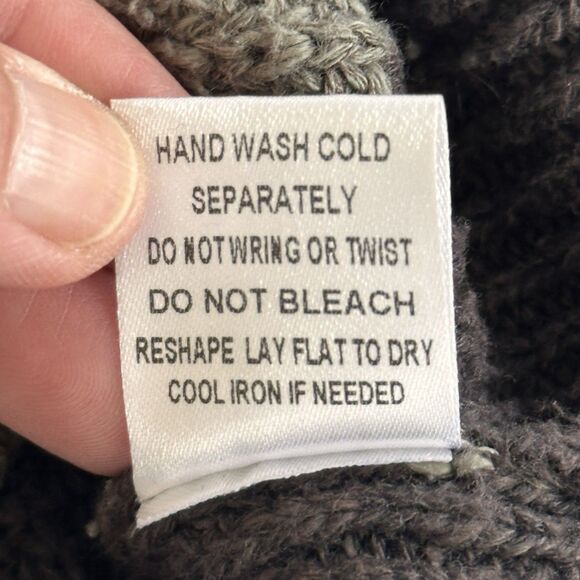 HAND WASH COLD
SEPARATELY
DO NOT WRING OR TWIST
DO NOT BLEACH
RESHAPE LAY FLAT TO DRY
COOL IRON IF NEEDED